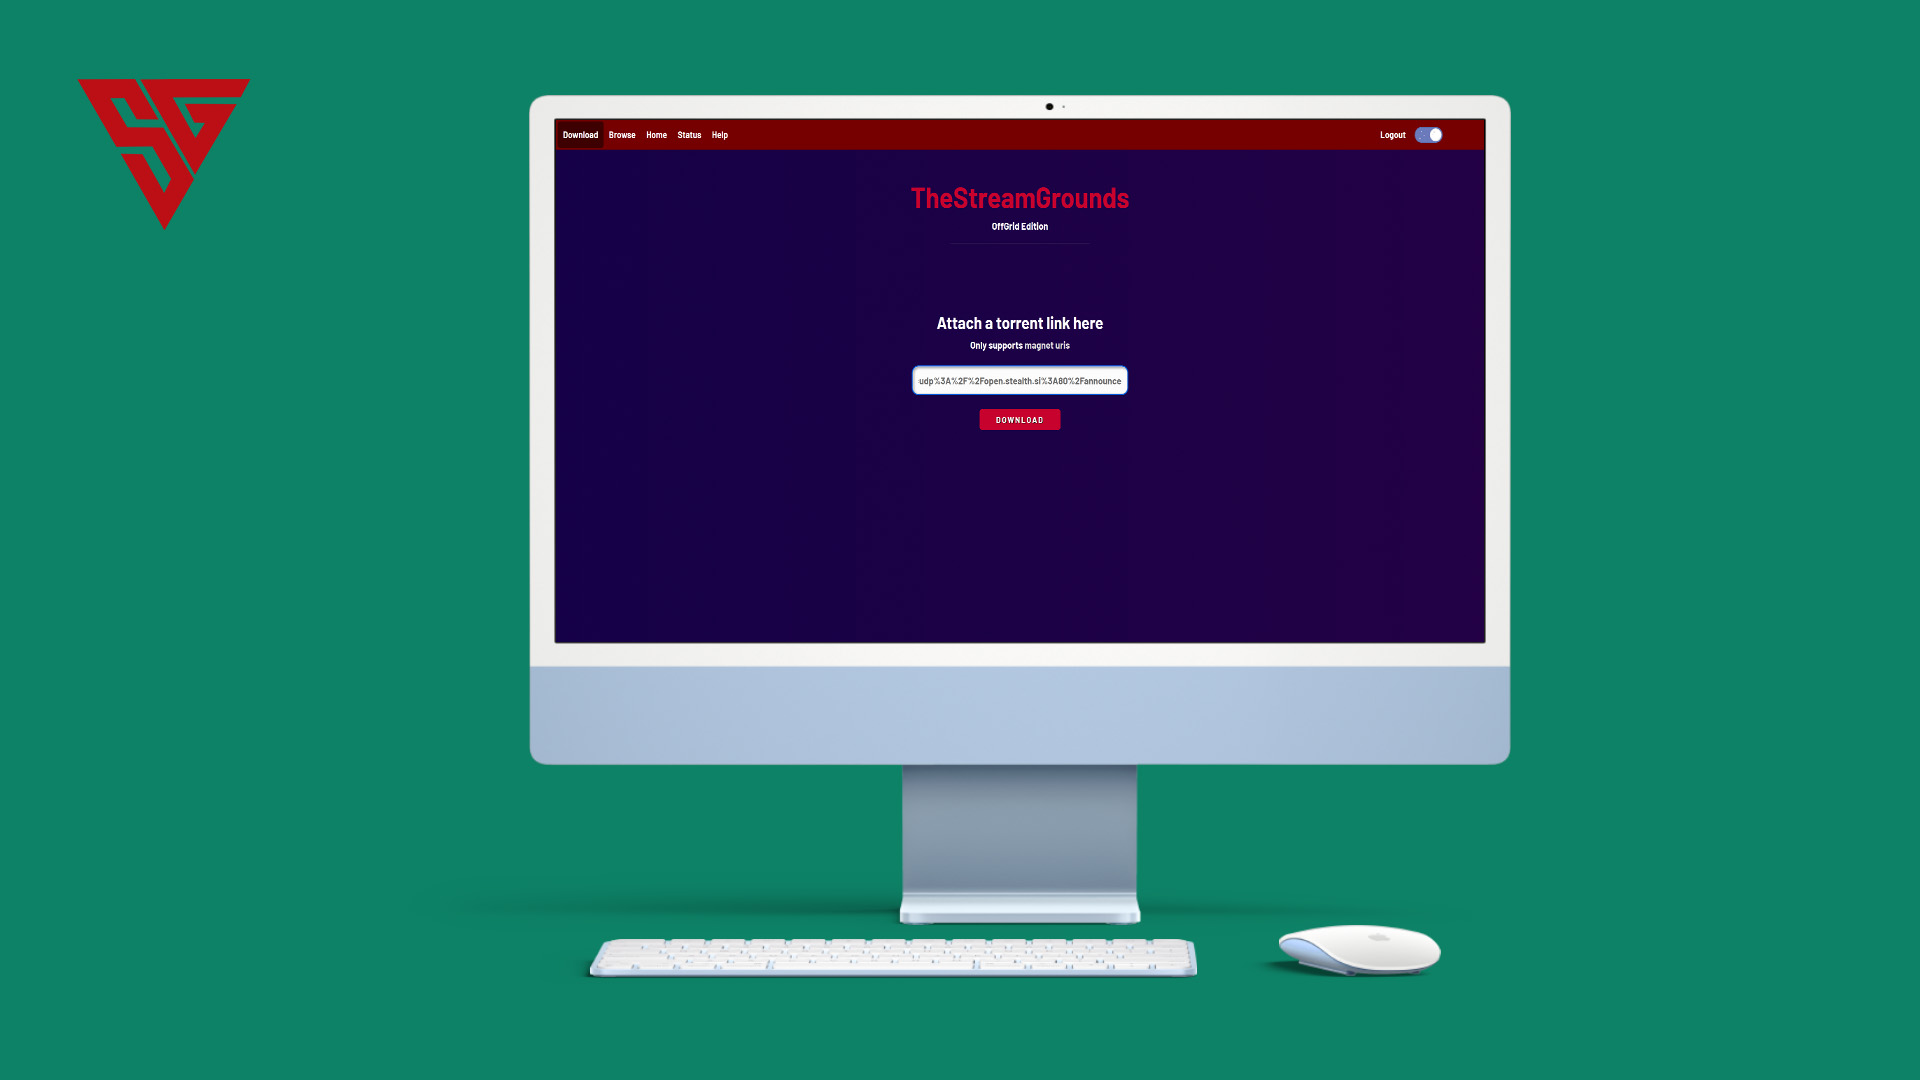 Download Browse Home Status Help Logout
TheStreamGrounds
OffGrid Edition
Attach a torrent link here
Only supports magnet uris
udp%3A%2F%2Fopen.stealth.si%3A80%2Fannounce
DOWNLOAD